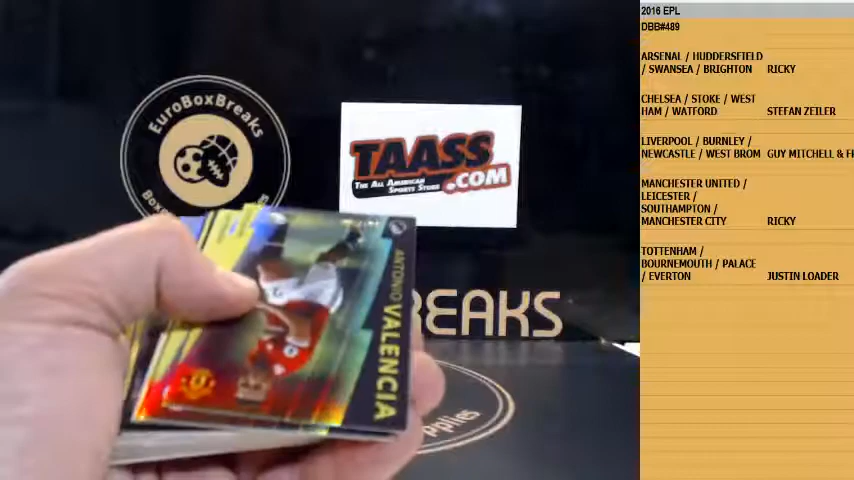 2016 EPL
DBB#489
ARSENAL / HUDDERSFIELD
/ SWANSEA / BRIGHTON RICKY
CHELSEA / STOKE / WEST
HAM / WATFORD STEFAN ZEILER
LIVERPOOL / BURNLEY /
NEWCASTLE / WEST BROM GUY MITCHELL &
MANCHESTER UNITED /
LEICESTER /
SOUTHAMPTON /
MANCHESTER CITY RICKY
TOTTENHAM /
BOURNEMOUTH / PALACE
/ EVERTON JUSTIN LOADER
EuroBoxBreaks
TAASS
THE ALL AMERICAN
SPORTS STORE
.COM
ANTONIO VALENCIA